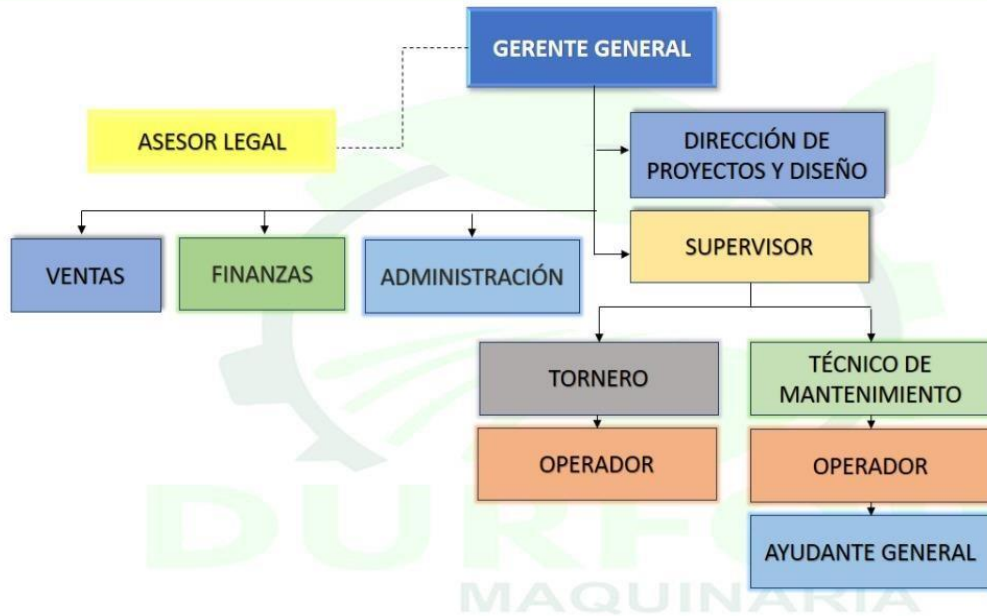 GERENTE GENERAL
ASESOR LEGAL
DIRECCIÓN DE
PROYECTOS Y DISEÑO
VENTAS
FINANZAS
ADMINISTRACIÓN
SUPERVISOR
TORNERO
TÉCNICO DE
MANTENIMIENTO
OPERADOR
OPERADOR
AYUDANTE GENERAL
MAQUINARIA